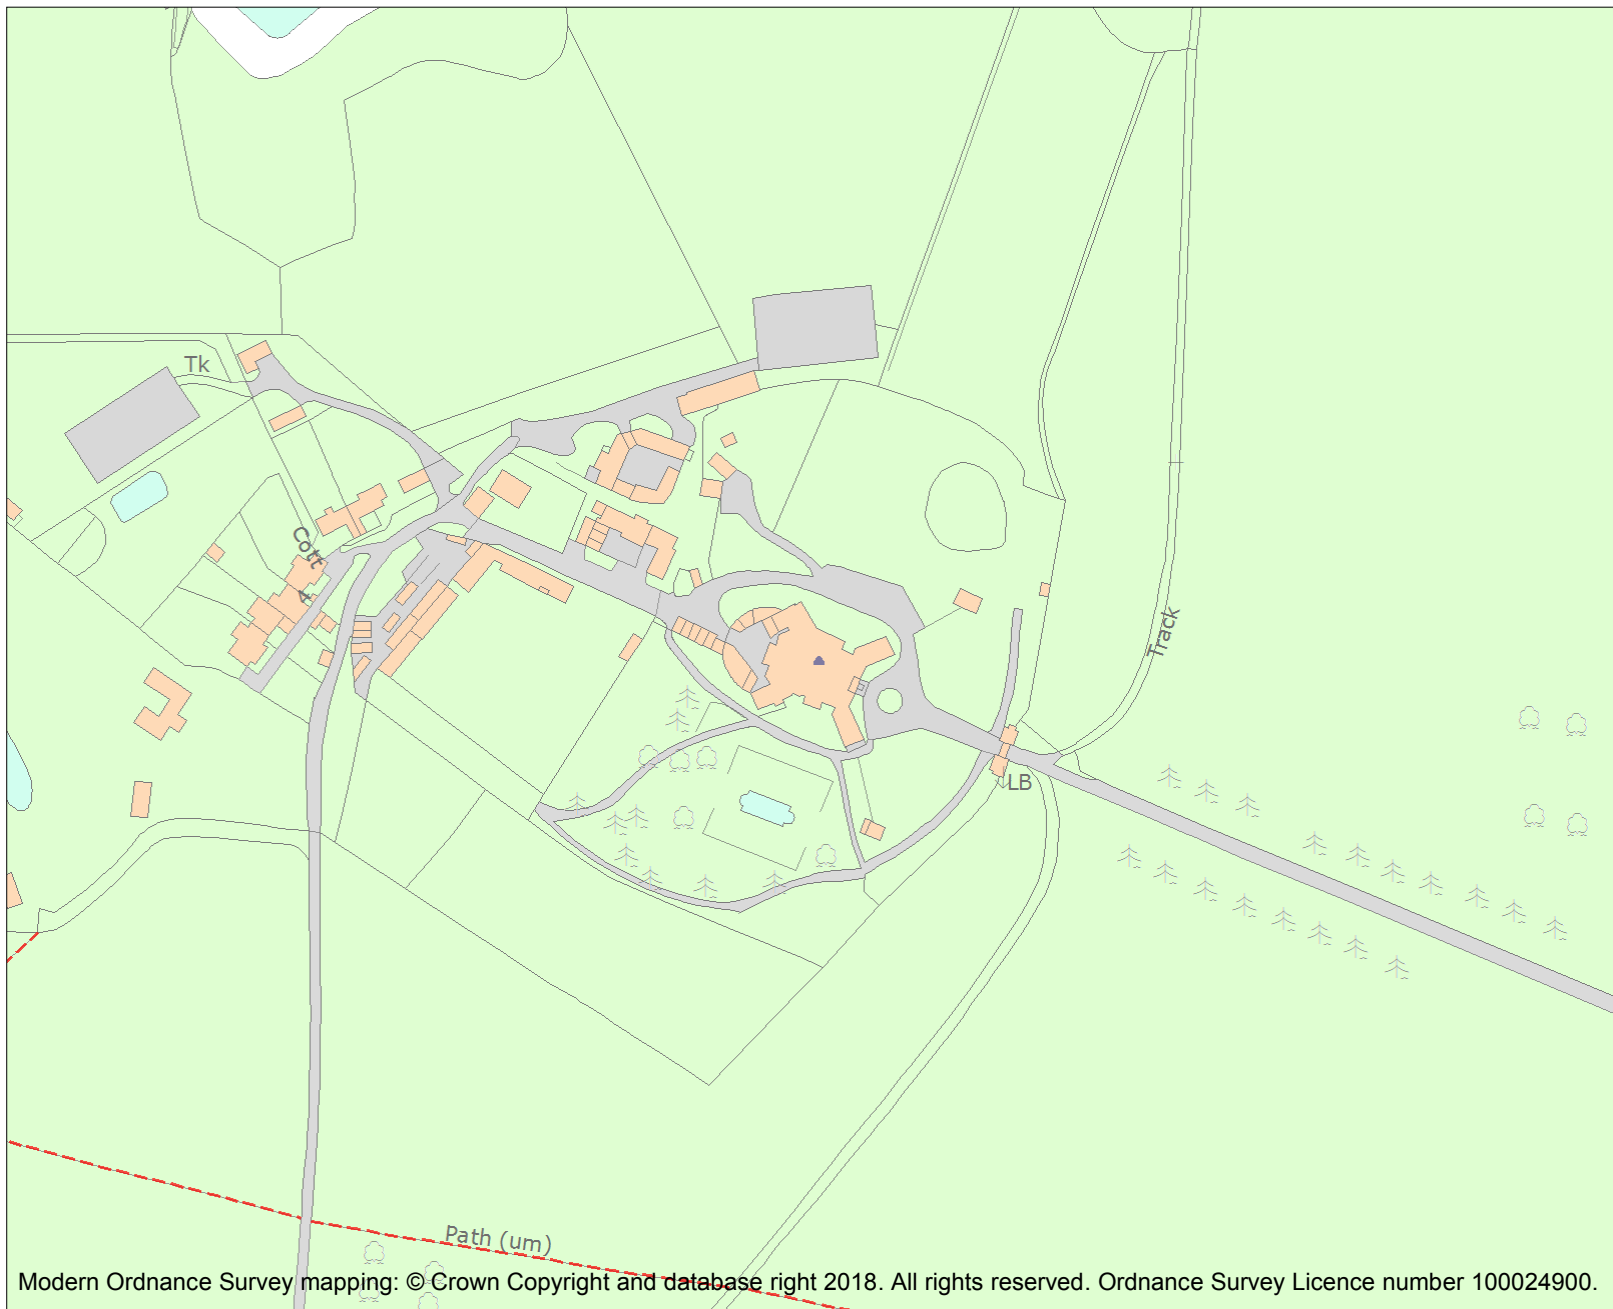 Tk
Cott
4
Track
LB
Path (um)
Modern Ordnance Survey mapping: © Crown Copyright and database right 2018. All rights reserved. Ordnance Survey Licence number 100024900.